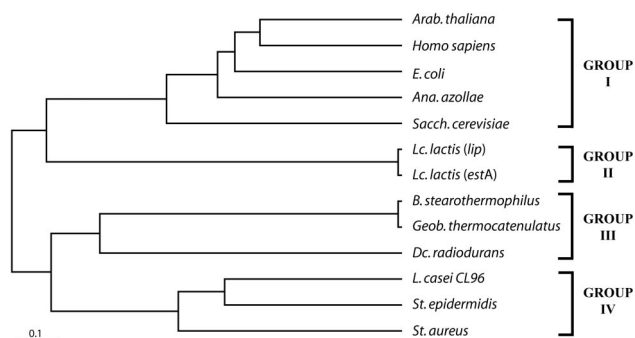 Arab. thaliana
Homo sapiens
E. coli
Ana. azollae
Sacch. cerevisiae
GROUP
I
Lc. lactis (lip)
Lc. lactis (estA)
GROUP
II
B. stearothermophilus
Geob. thermocatenulatus
Dc. radiodurans
GROUP
III
L. casei CL96
St. epidermidis
St. aureus
GROUP
IV
0.1